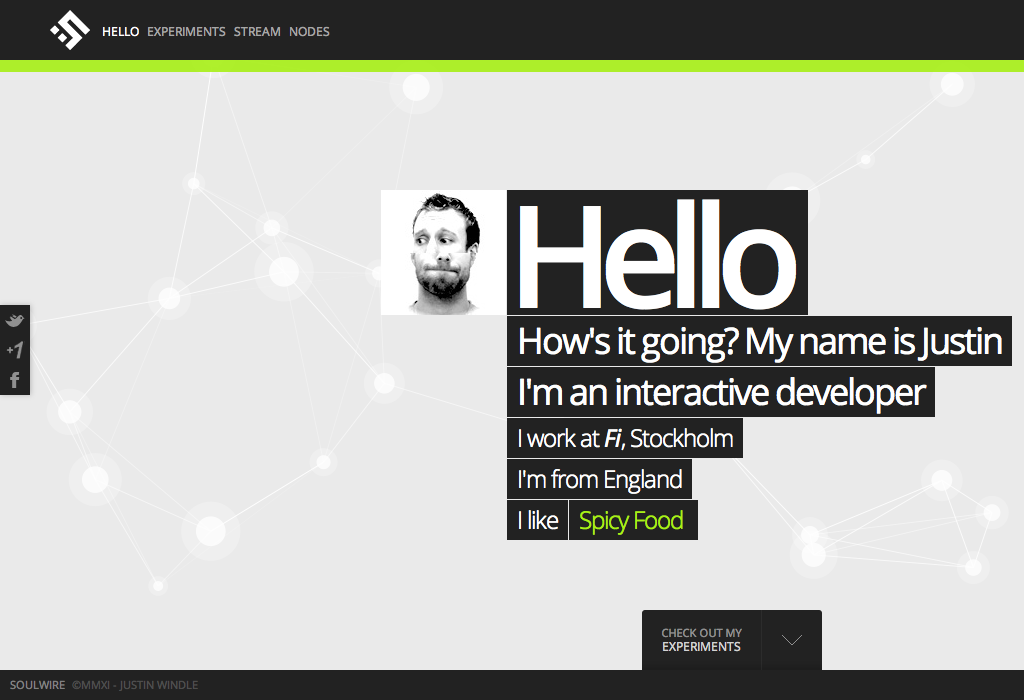 HELLO EXPERIMENTS STREAM NODES
Hello
How's it going? My name is Justin
I'm an interactive developer
I work at Fi, Stockholm
I'm from England
I like Spicy Food
+1
f
CHECK OUT MY
EXPERIMENTS
SOULWIRE ©MMXI - JUSTIN WINDLE